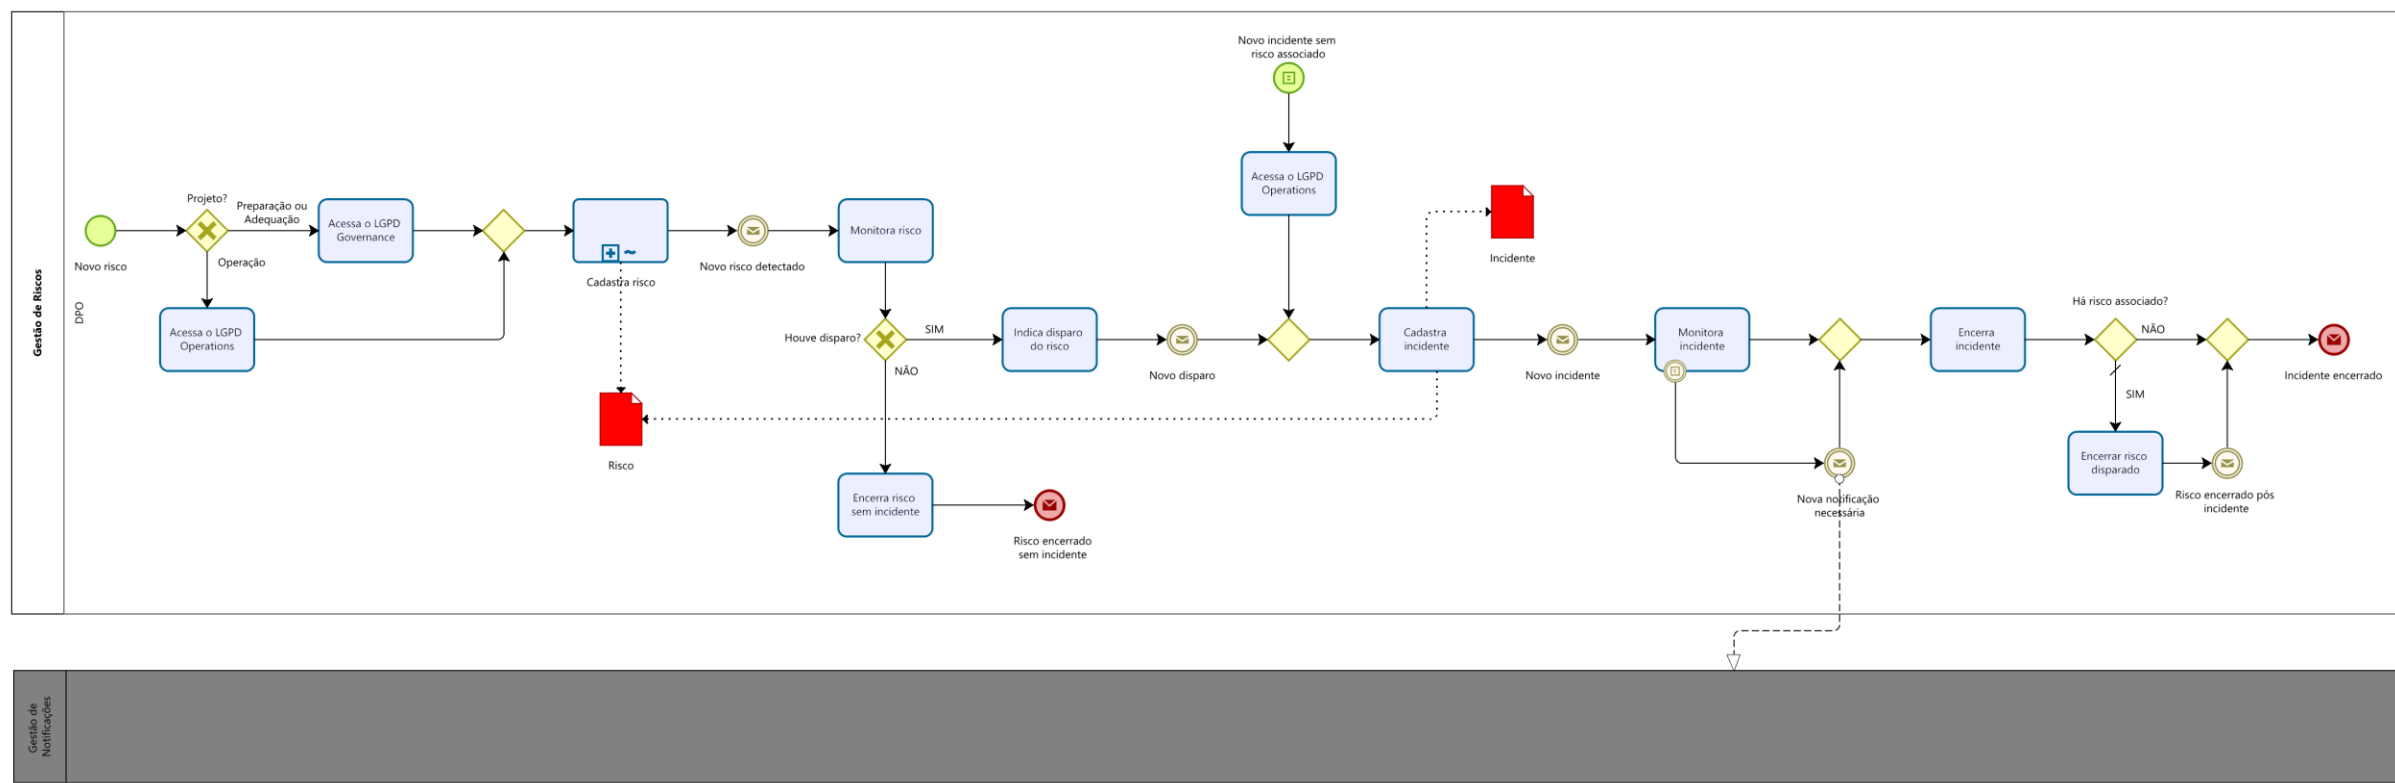 Gestão de Riscos
DPO
Novo risco
Projeto?
Preparação ou
Adequação
Operação
Acessa o LGPD
Governance
Acessa o LGPD
Operations
Cadastra risco
Risco
Novo risco detectado
Monitora risco
Houve disparo?
SIM
NÃO
Encerra risco
sem incidente
Risco encerrado
sem incidente
Indica disparo
do risco
Novo disparo
Novo incidente sem
risco associado
Acessa o LGPD
Operations
Cadastra
incidente
Incidente
Novo incidente
Monitora
incidente
Nova notificação
necessária
Encerra
incidente
Há risco associado?
NÃO
SIM
Encerrar risco
disparado
Risco encerrado pós
incidente
Incidente encerrado
Gestão de
Notificações